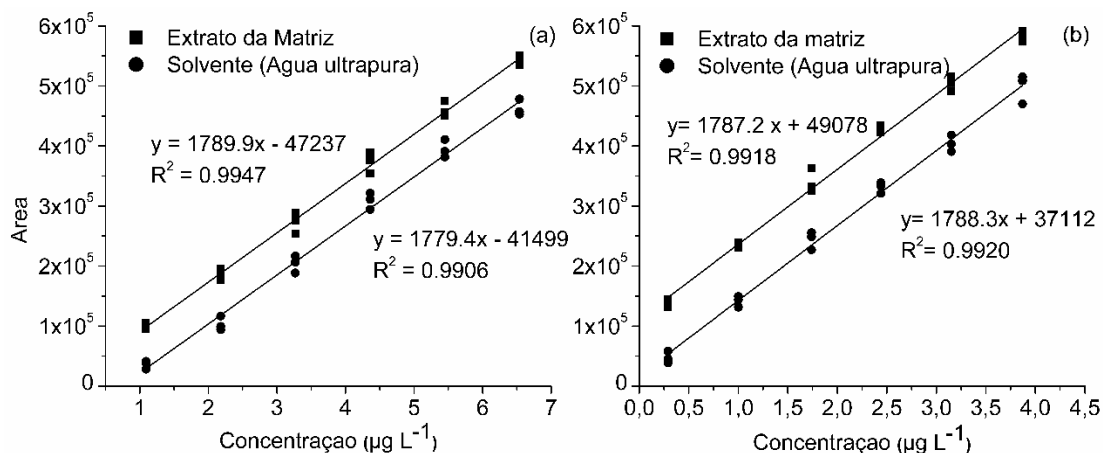 6x10⁵
5x10⁵
4x10⁵
3x10⁵
2x10⁵
1x10⁵
0
Area
Extrato da Matriz
Solvente (Agua ultrapura)
(a)
y = 1789.9x - 47237
R² = 0.9947
y = 1779.4x - 41499
R² = 0.9906
1 2 3 4 5 6 7
Concentraçao (µg L⁻¹)
6x10⁵
5x10⁵
4x10⁵
3x10⁵
2x10⁵
1x10⁵
0
Extrato da matriz
Solvente (Agua ultrapura)
(b)
y= 1787.2x + 49078
R² = 0.9918
y= 1788.3x + 37112
R² = 0.9920
0,0 0,5 1,0 1,5 2,0 2,5 3,0 3,5 4,0 4,5
Concentraçao (µg L⁻¹)